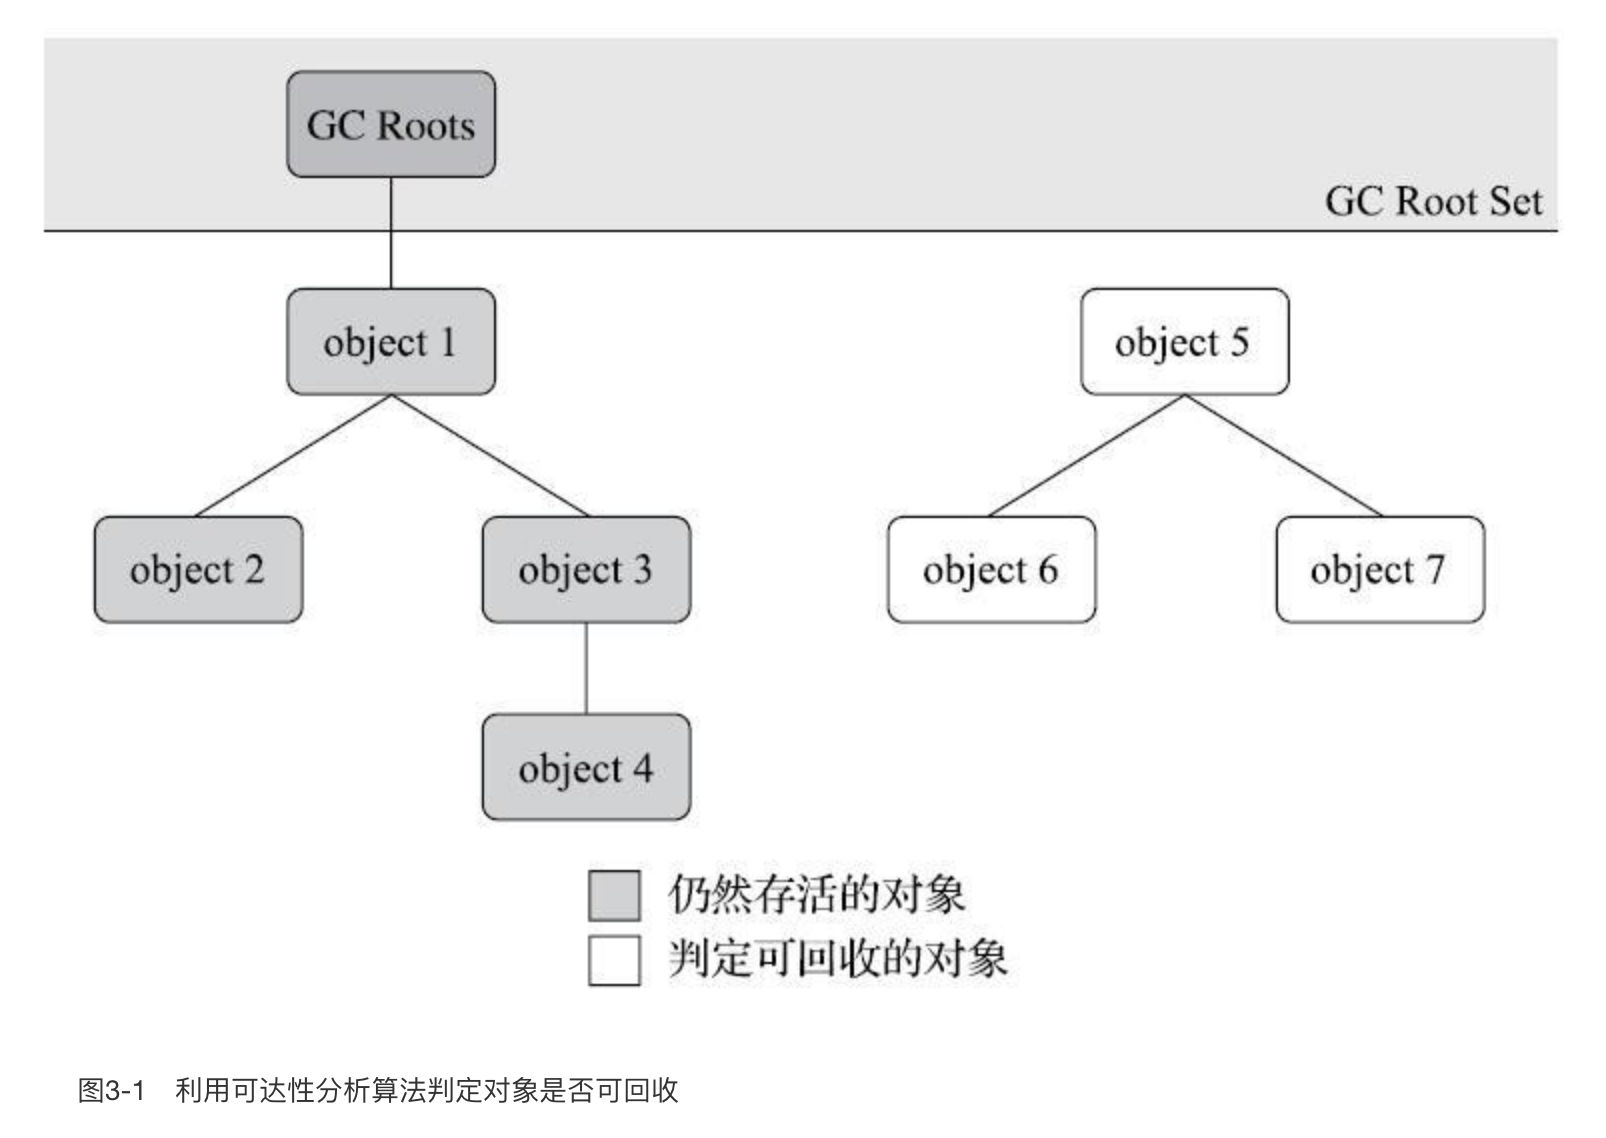 GC Roots
GC Root Set
object 1
object 5
object 2
object 3
object 6
object 7
object 4
仍然存活的对象
判定可回收的对象
图3-1 利用可达性分析算法判定对象是否可回收